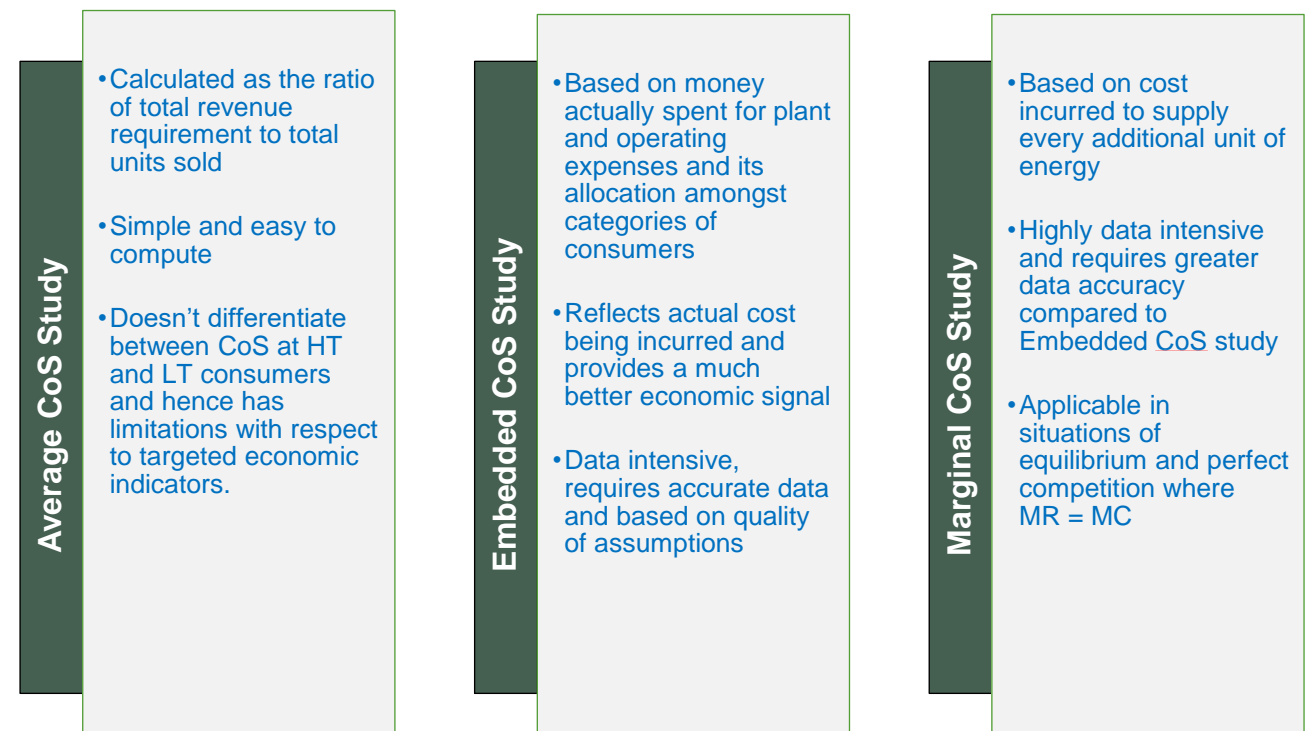 Average CoS Study
•Calculated as the ratio
of total revenue
requirement to total
units sold
•Simple and easy to
compute
•Doesn’t differentiate
between CoS at HT
and LT consumers
and hence has
limitations with respect
to targeted economic
indicators.
Embedded CoS Study
•Based on money
actually spent for plant
and operating
expenses and its
allocation amongst
categories of
consumers
•Reflects actual cost
being incurred and
provides a much
better economic signal
•Data intensive,
requires accurate data
and based on quality
of assumptions
Marginal CoS Study
•Based on cost
incurred to supply
every additional unit of
energy
•Highly data intensive
and requires greater
data accuracy
compared to
Embedded CoS study
•Applicable in
situations of
equilibrium and perfect
competition where
MR = MC